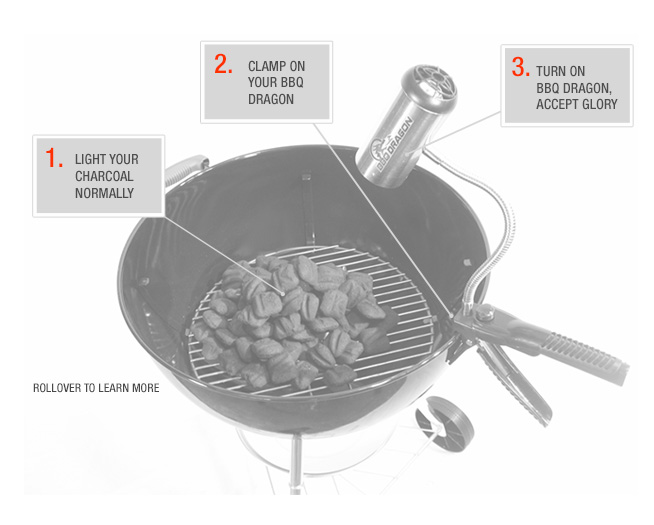 1. LIGHT YOUR
CHARCOAL
NORMALLY
2. CLAMP ON
YOUR BBQ
DRAGON
3. TURN ON
BBQ DRAGON,
ACCEPT GLORY
BBQ DRAGON
ROLLOVER TO LEARN MORE